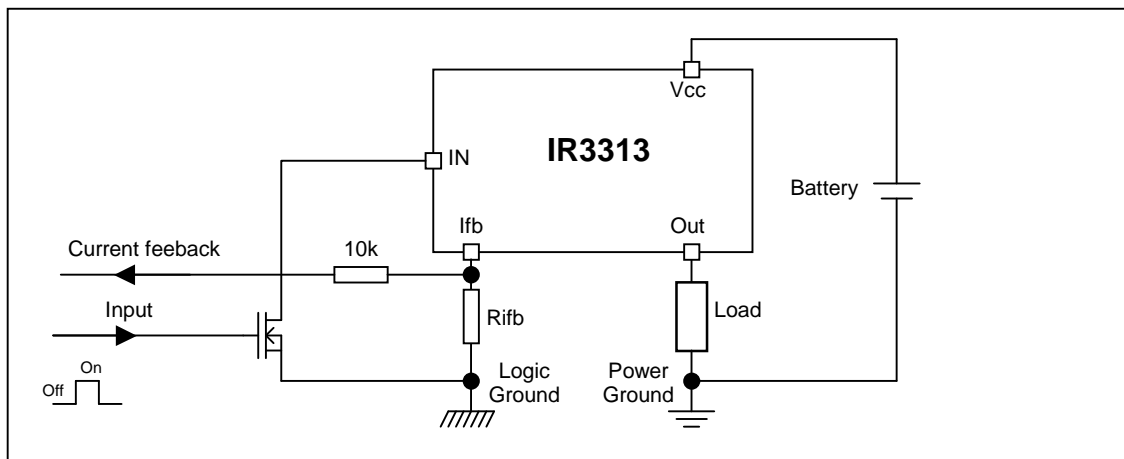 Vcc
IR3313
IN
Battery
Ifb
Out
Current feeback
10k
Input
Rifb
Load
On
Off
Logic
Ground
Power
Ground